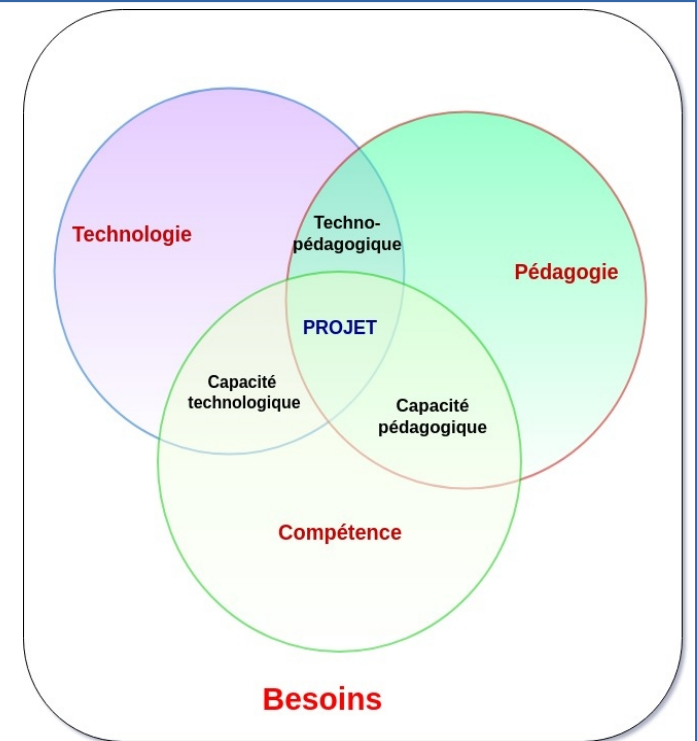 Technologie
Techno-
pédagogique
Pédagogie
PROJET
Capacité
technologique
Capacité
pédagogique
Compétence
Besoins